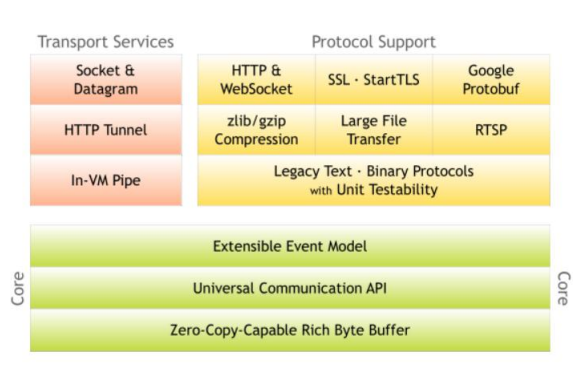 Transport Services
Socket &
Datagram
HTTP Tunnel
In-VM Pipe
Protocol Support
HTTP &
WebSocket
SSL · StartTLS
Google
Protobuf
zlib/gzip
Compression
Large File
Transfer
RTSP
Legacy Text · Binary Protocols
with Unit Testability
Core
Extensible Event Model
Universal Communication API
Zero-Copy-Capable Rich Byte Buffer
Core